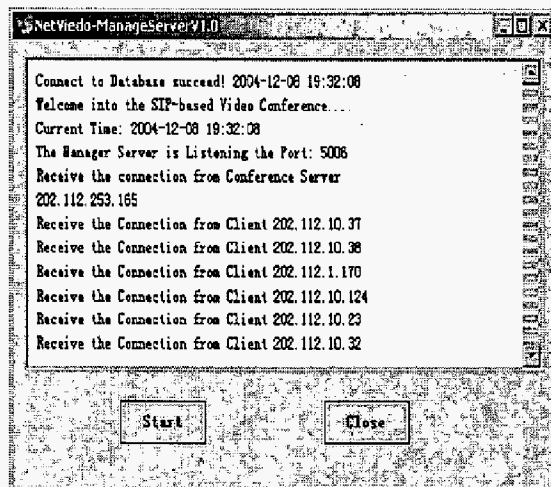 NetViedo-ManageServerV1.0
Connect to Database succeed! 2004-12-08 19:32:08
Welcome into the SIP-based Video Conference....
Current Time: 2004-12-08 19:32:08
The Manager Server is Listening the Port: 5006
Receive the connection from Conference Server
202.112.253.165
Receive the Connection from Client 202.112.10.37
Receive the Connection from Client 202.112.10.38
Receive the Connection from Client 202.112.1.170
Receive the Connection from Client 202.112.10.124
Receive the Connection from Client 202.112.10.23
Receive the Connection from Client 202.112.10.32
Start
Close